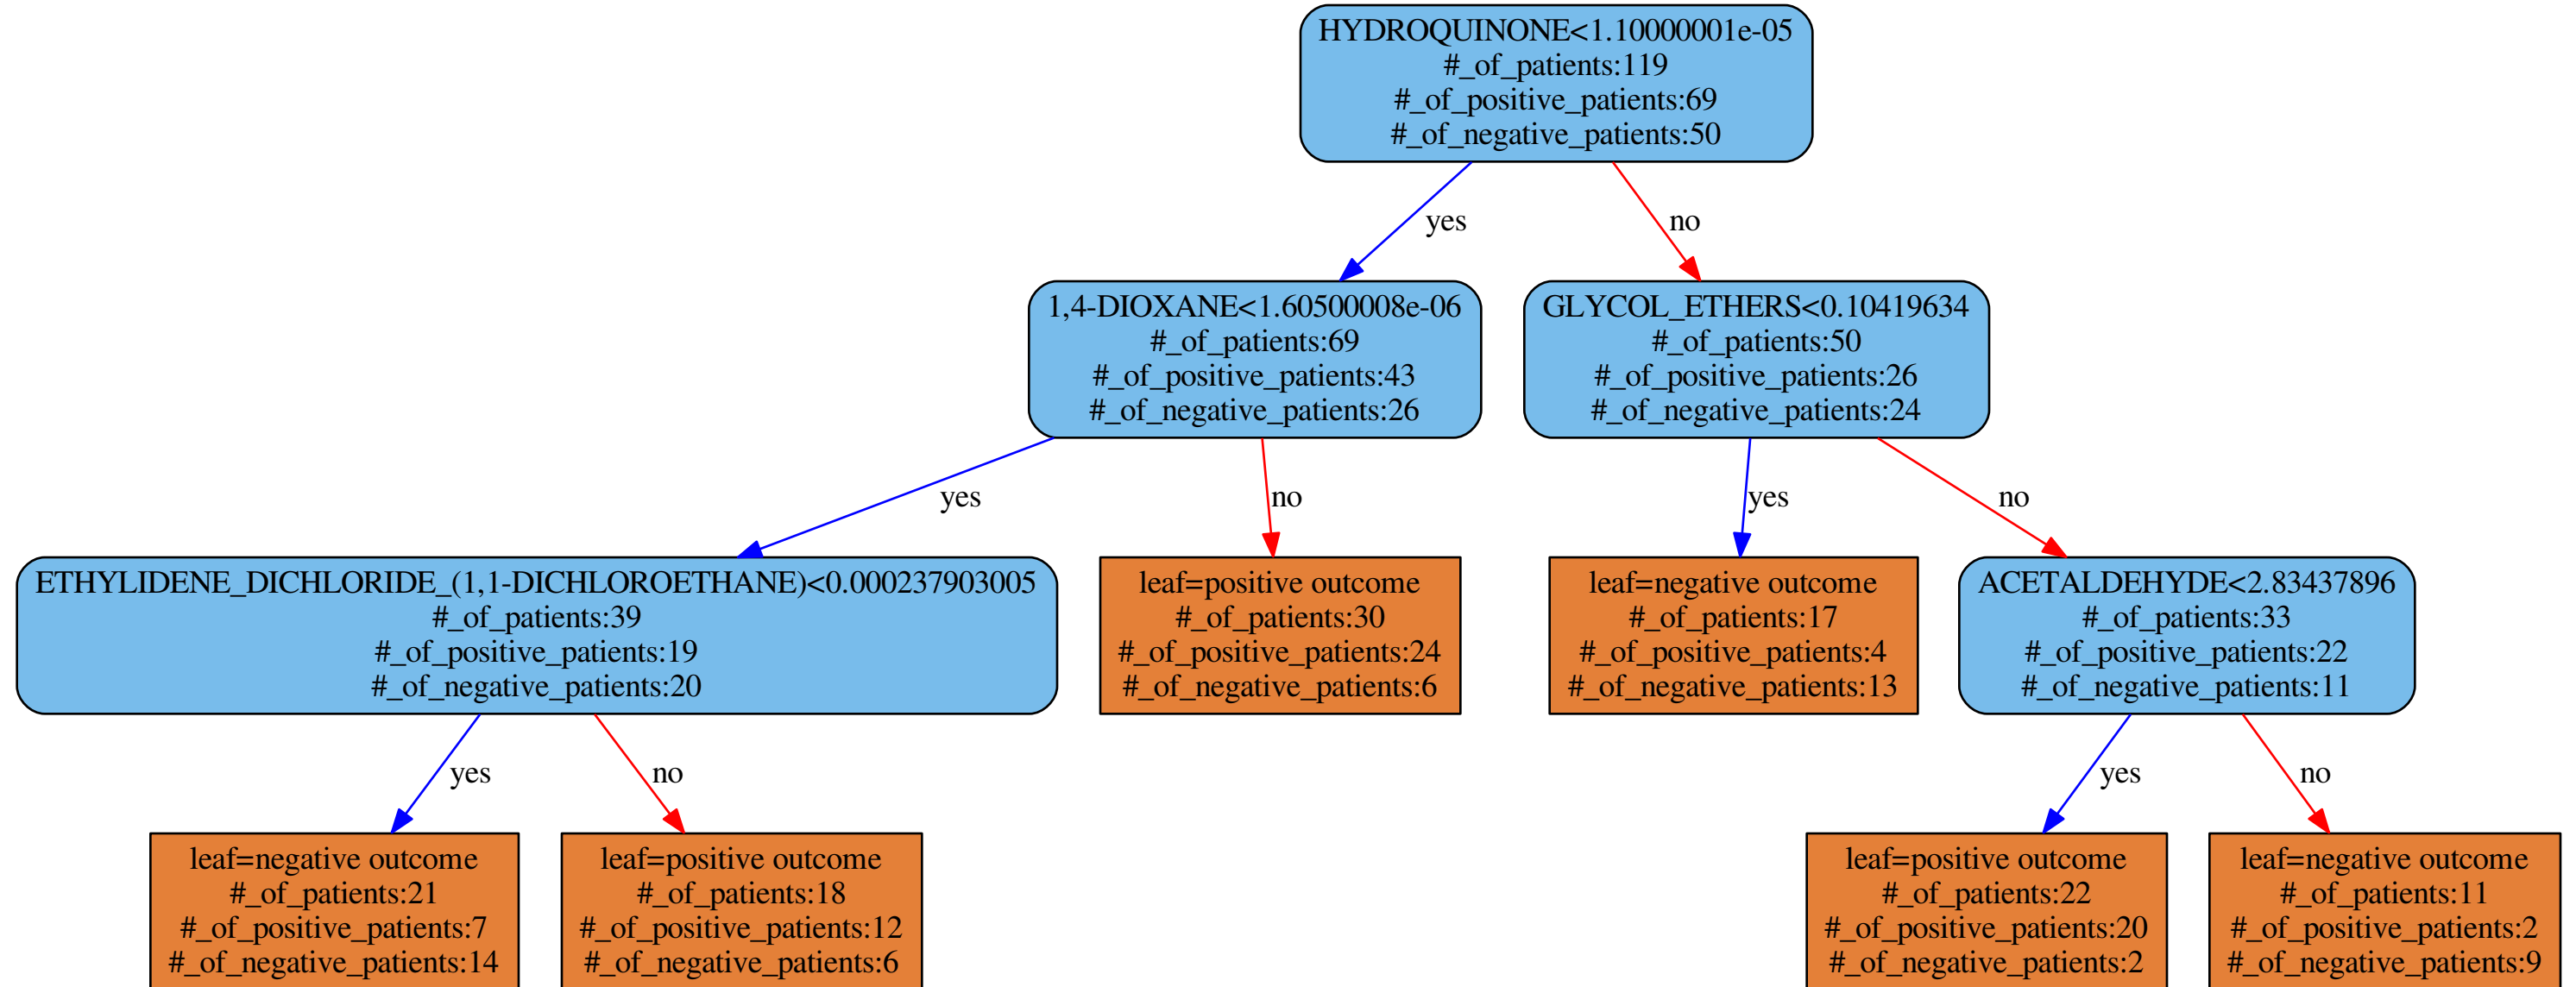 HYDROQUINONE<1.10000001e-05
#_of_patients:119
#_of_positive_patients:69
#_of_negative_patients:50
yes
no
1,4-DIOXANE<1.60500008e-06
#_of_patients:69
#_of_positive_patients:43
#_of_negative_patients:26
GLYCOL_ETHERS<0.10419634
#_of_patients:50
#_of_positive_patients:26
#_of_negative_patients:24
yes
no
yes
no
ETHYLIDENE_DICHLORIDE_(1,1-DICHLOROETHANE)<0.000237903005
#_of_patients:39
#_of_positive_patients:19
#_of_negative_patients:20
leaf=positive outcome
#_of_patients:30
#_of_positive_patients:24
#_of_negative_patients:6
leaf=negative outcome
#_of_patients:17
#_of_positive_patients:4
#_of_negative_patients:13
ACETALDEHYDE<2.83437896
#_of_patients:33
#_of_positive_patients:22
#_of_negative_patients:11
yes
no
yes
no
leaf=negative outcome
#_of_patients:21
#_of_positive_patients:7
#_of_negative_patients:14
leaf=positive outcome
#_of_patients:18
#_of_positive_patients:12
#_of_negative_patients:6
leaf=positive outcome
#_of_patients:22
#_of_positive_patients:20
#_of_negative_patients:2
leaf=negative outcome
#_of_patients:11
#_of_positive_patients:2
#_of_negative_patients:9